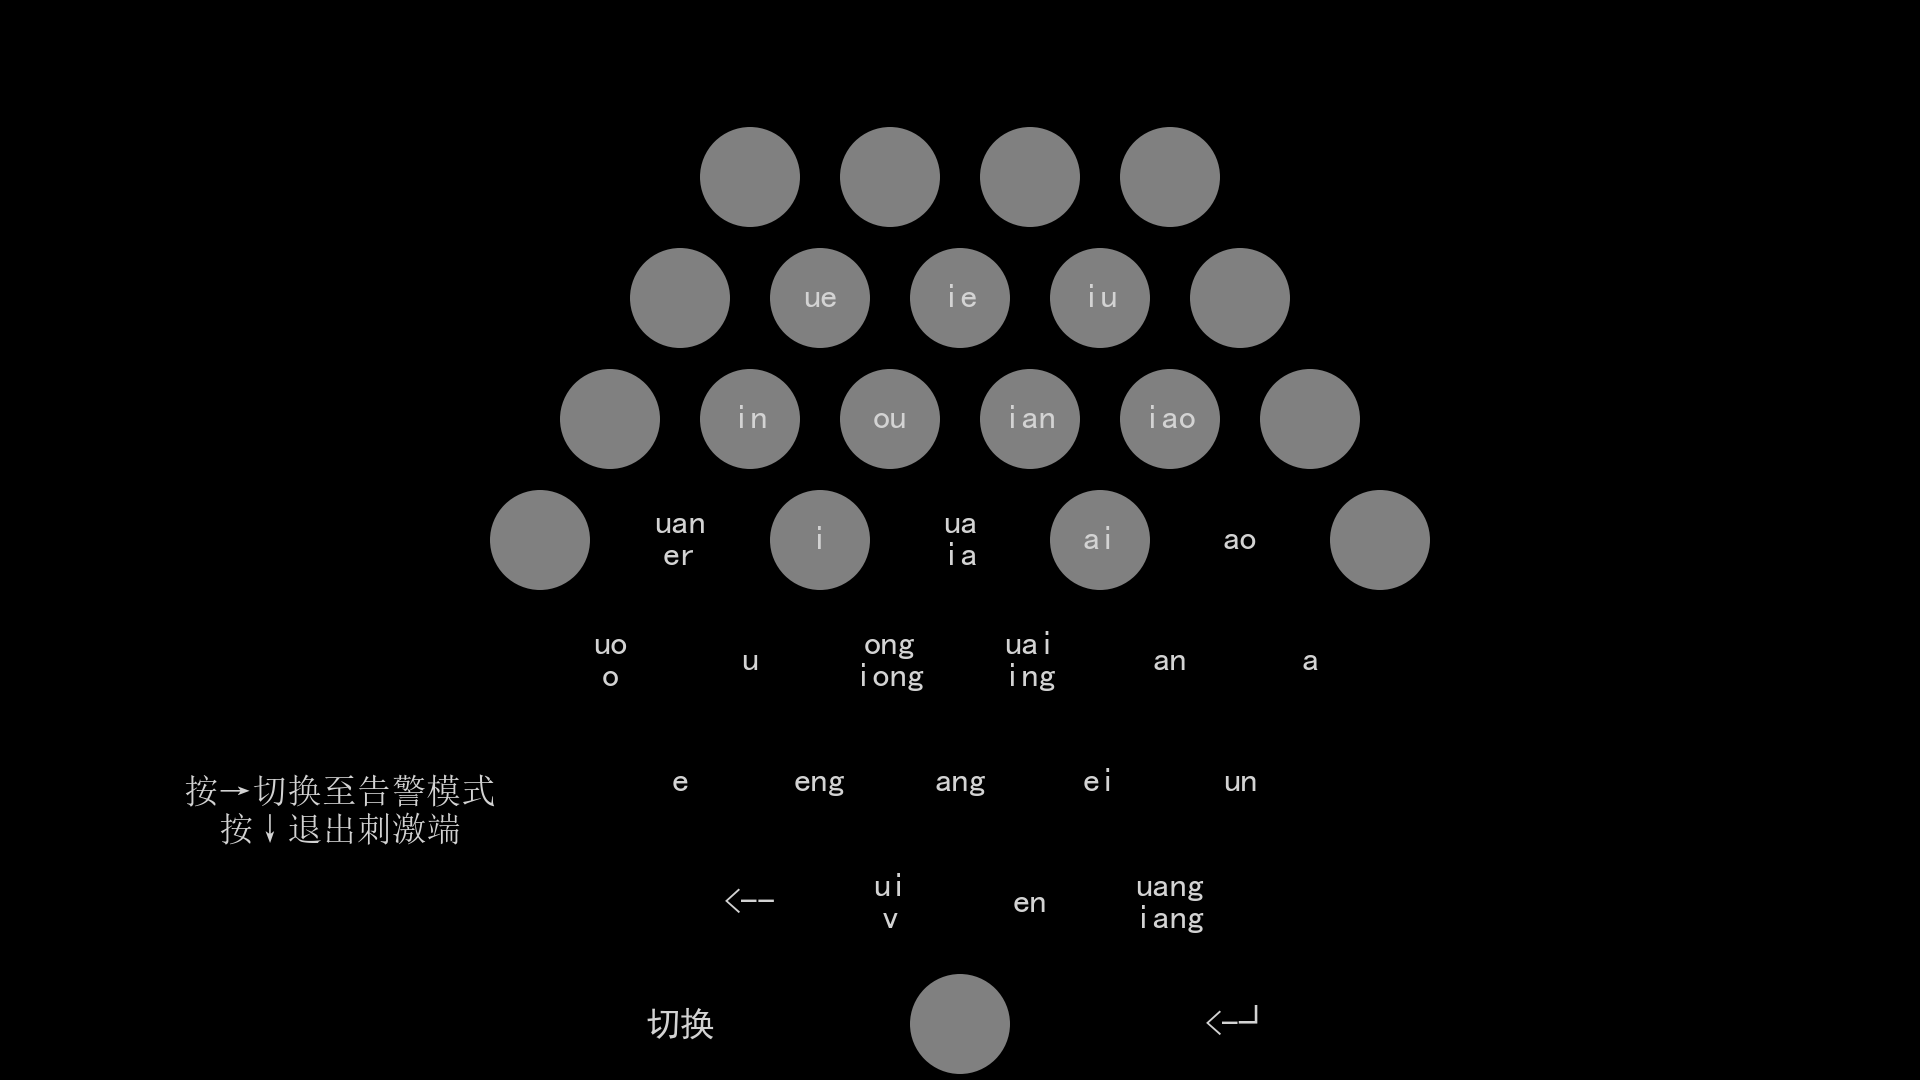 ue ie iu
in ou ian iao
uan
er
i
ua
ia
ai
ao
uo
o
u
ong
iong
uai
ing
an
a
e eng ang ei un
按→切换至告警模式
按↓退出刺激端
<--
ui
v
en
uang
iang
切换
<-┘